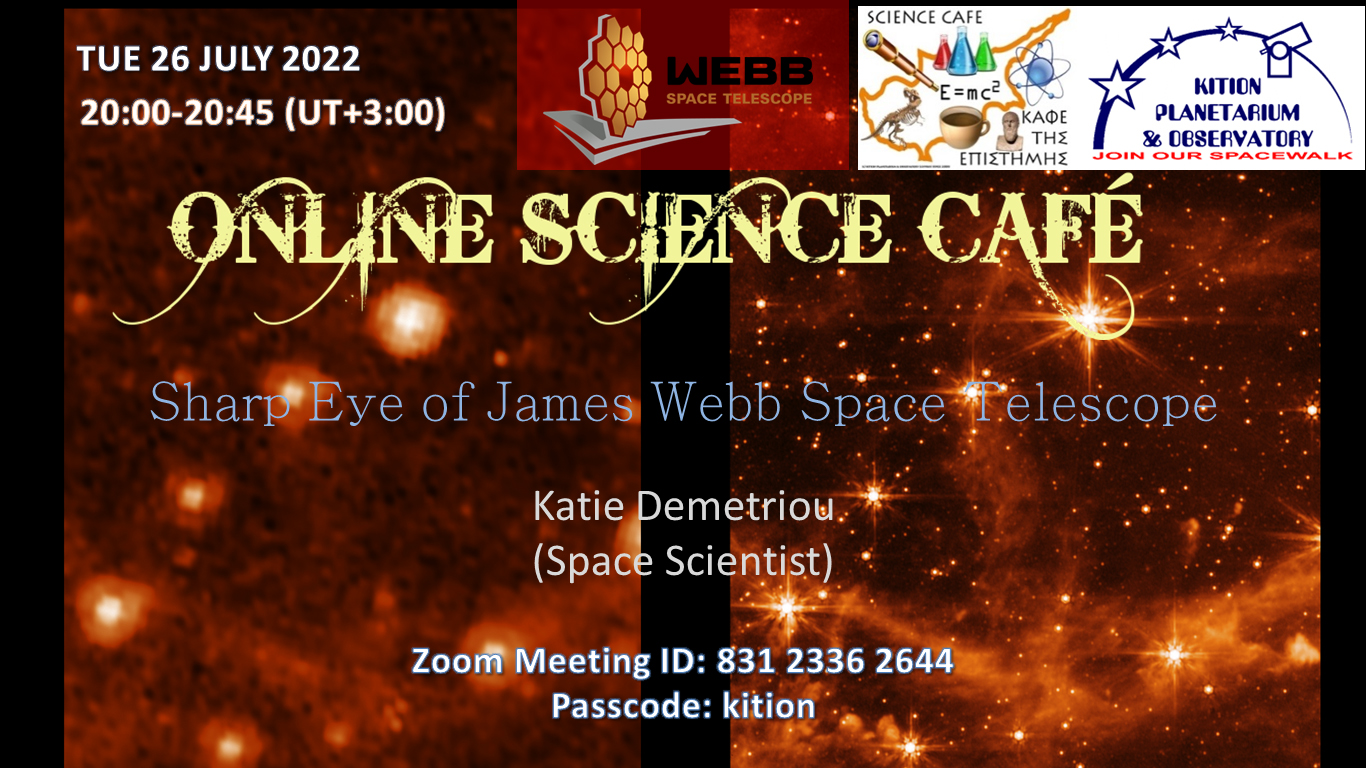 TUE 26 JULY 2022
20:00-20:45 (UT+3:00)
WEBB
SPACE TELESCOPE
SCIENCE CAFE
E=mc²
ΚΑΦΕ
ΤΗΣ
ΕΠΙΣΤΗΜΗΣ
KITION
PLANETARIUM
& OBSERVATORY
JOIN OUR SPACEWALK
ONLINE SCIENCE CAFÉ
Sharp Eye of James Webb Space Telescope
Katie Demetriou
(Space Scientist)
Zoom Meeting ID: 831 2336 2644
Passcode: kition